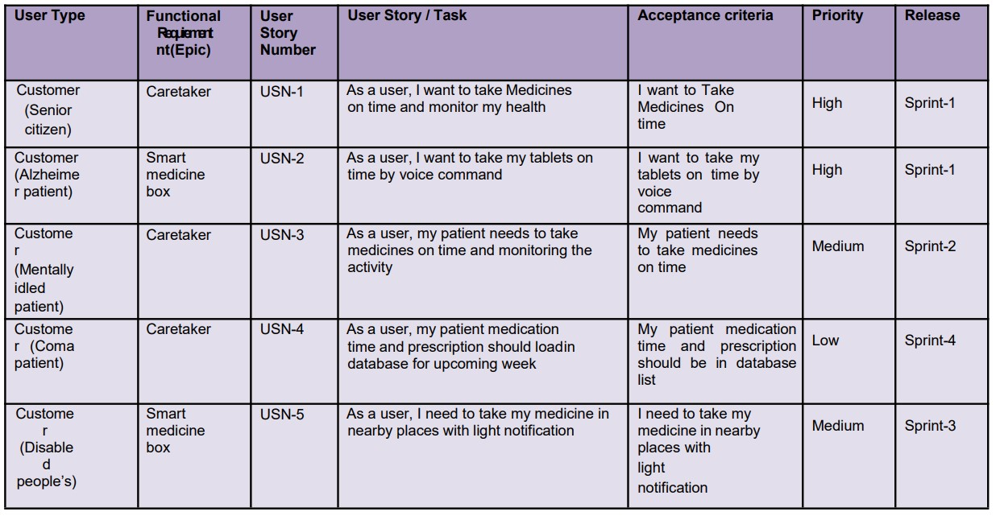 User Type
Functional
Requirement
nt(Epic)
User
Story
Number
User Story / Task
Acceptance criteria
Priority
Release
Customer
(Senior
citizen)
Caretaker
USN-1
As a user, I want to take Medicines
on time and monitor my health
I want to Take
Medicines On
time
High
Sprint-1
Customer
(Alzheime
r patient)
Smart
medicine
box
USN-2
As a user, I want to take my tablets on
time by voice command
I want to take my
tablets on time by
voice
command
High
Sprint-1
Custome
r
(Mentally
idled
patient)
Caretaker
USN-3
As a user, my patient needs to take
medicines on time and monitoring the
activity
My patient needs
to take medicines
on time
Medium
Sprint-2
Custome
r (Coma
patient)
Caretaker
USN-4
As a user, my patient medication
time and prescription should loadin
database for upcoming week
My patient medication
time and prescription
should be in database
list
Low
Sprint-4
Custome
r
(Disable
d
people's)
Smart
medicine
box
USN-5
As a user, I need to take my medicine in
nearby places with light notification
I need to take my
medicine in nearby
places with
light
notification
Medium
Sprint-3